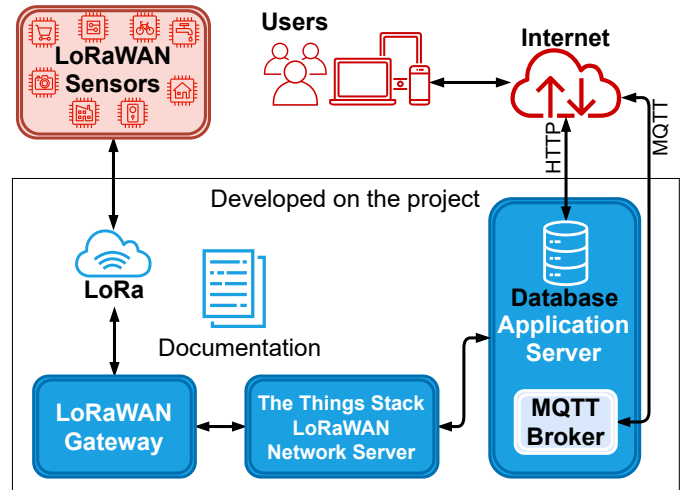 LoRaWAN
Sensors
Users
Internet
HTTP
MQTT
Developed on the project
LoRa
Documentation
Database
Application
Server
MQTT
Broker
LoRaWAN
Gateway
The Things Stack
LoRaWAN
Network Server